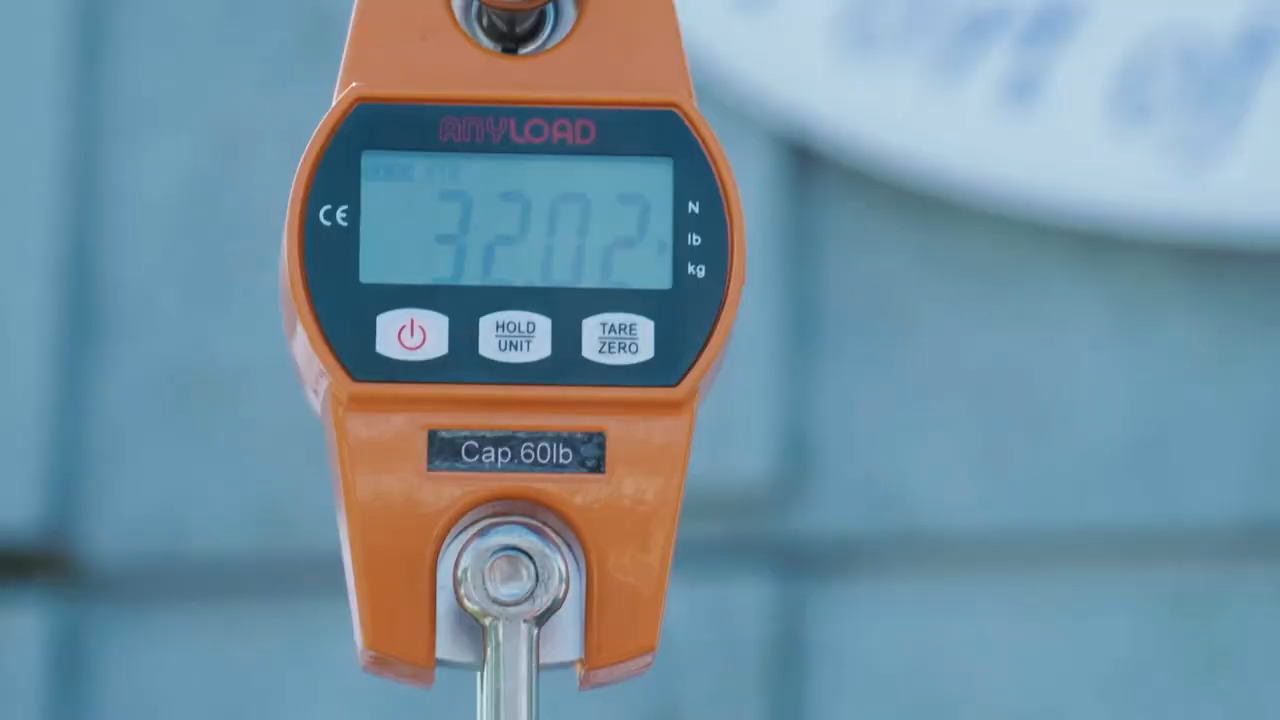 ANYLOAD
CE
3202
N
lb
kg
HOLD
UNIT
TARE
ZERO
Cap.60lb